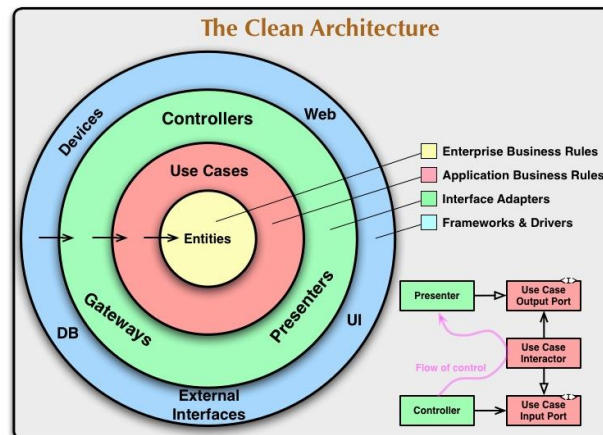 The Clean Architecture
Devices
Controllers
Web
Use Cases
Entities
Gateways
Presenters
DB
UI
External
Interfaces
Enterprise Business Rules
Application Business Rules
Interface Adapters
Frameworks & Drivers
Presenter
<I>
Use Case
Output Port
Use Case
Interactor
Flow of control
Controller
<I>
Use Case
Input Port